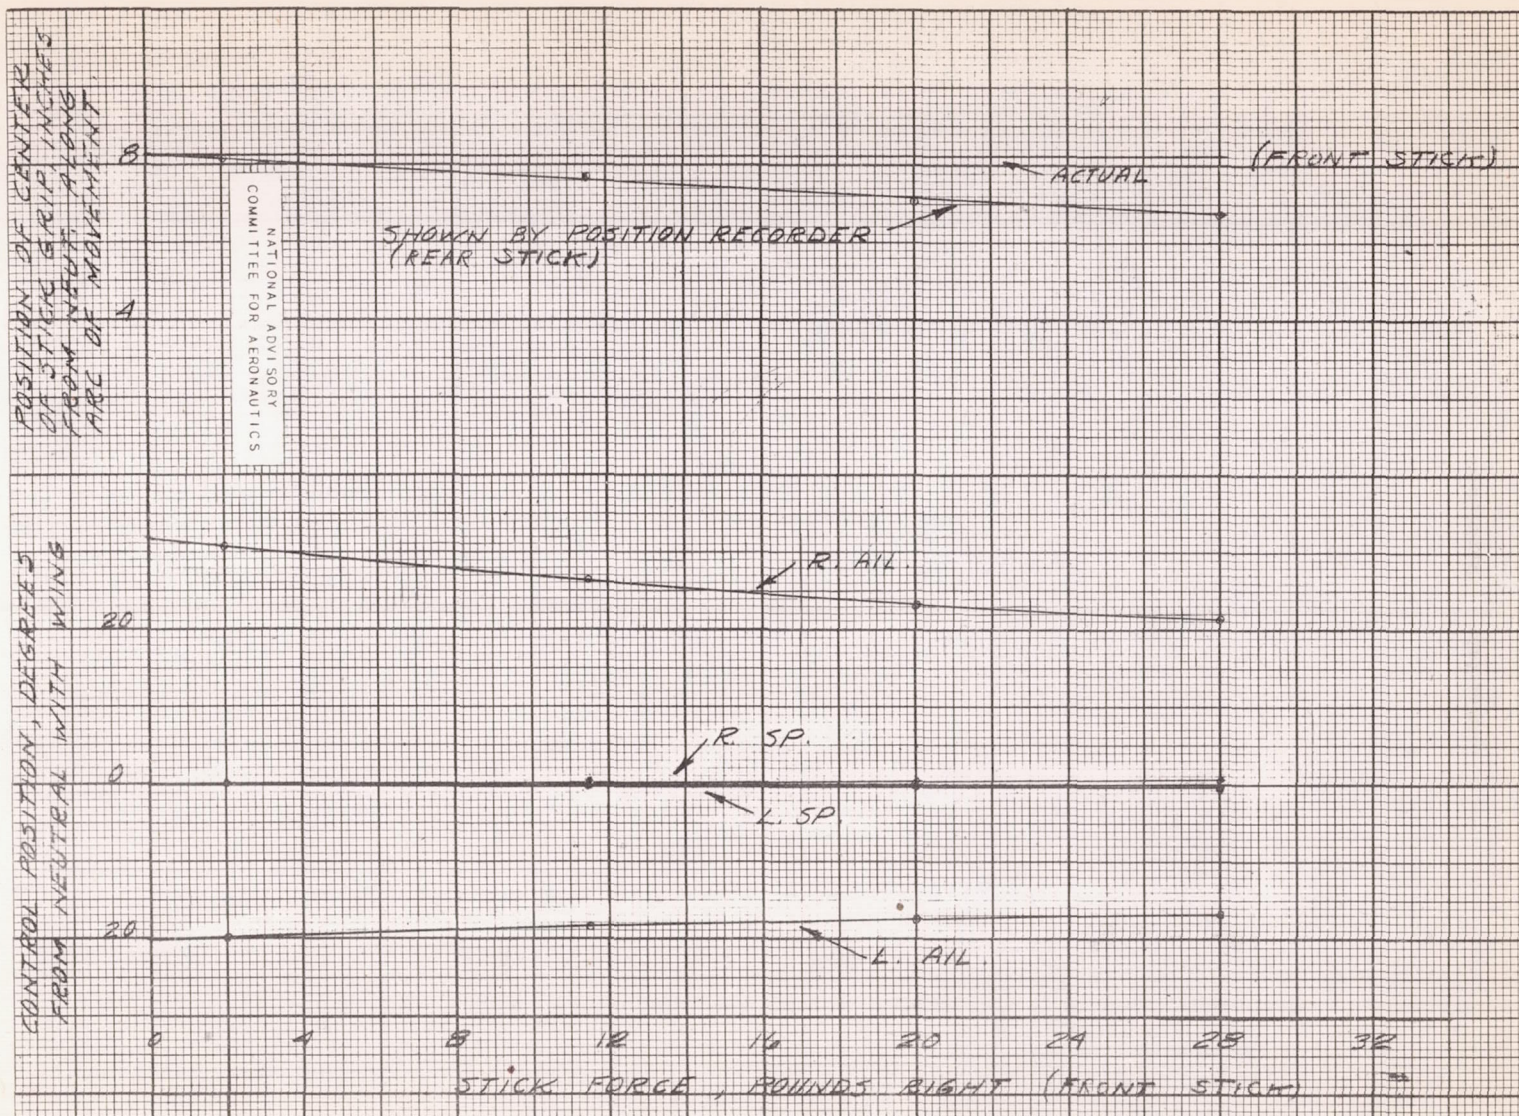 POSITION OF CENTER
OF STICK GRIP, INCHES
FROM NEUT. ALONG
ARC OF MOVEMENT.
8
4
NATIONAL ADVISORY
COMMITTEE FOR AERONAUTICS
(FRONT STICK)
ACTUAL
SHOWN BY POSITION RECORDER
(REAR STICK)
CONTROL POSITION, DEGREES
FROM NEUTRAL WITH WING
20
0
20
R. AIL.
R. SP.
L. SP.
L. AIL.
0 4 8 12 16 20 24 28 32
STICK FORCE, POUNDS RIGHT (FRONT STICK)